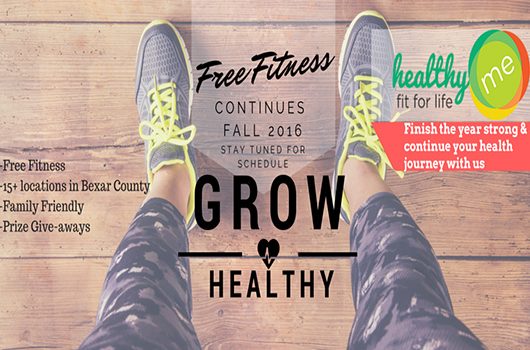 Free Fitness
CONTINUES
FALL 2016
STAY TUNED FOR
SCHEDULE
GROW
HEALTHY
-Free Fitness
-15+ locations in Bexar County
-Family Friendly
-Prize Give-aways
healthy me
fit for life
Finish the year strong &
continue your health
journey with us